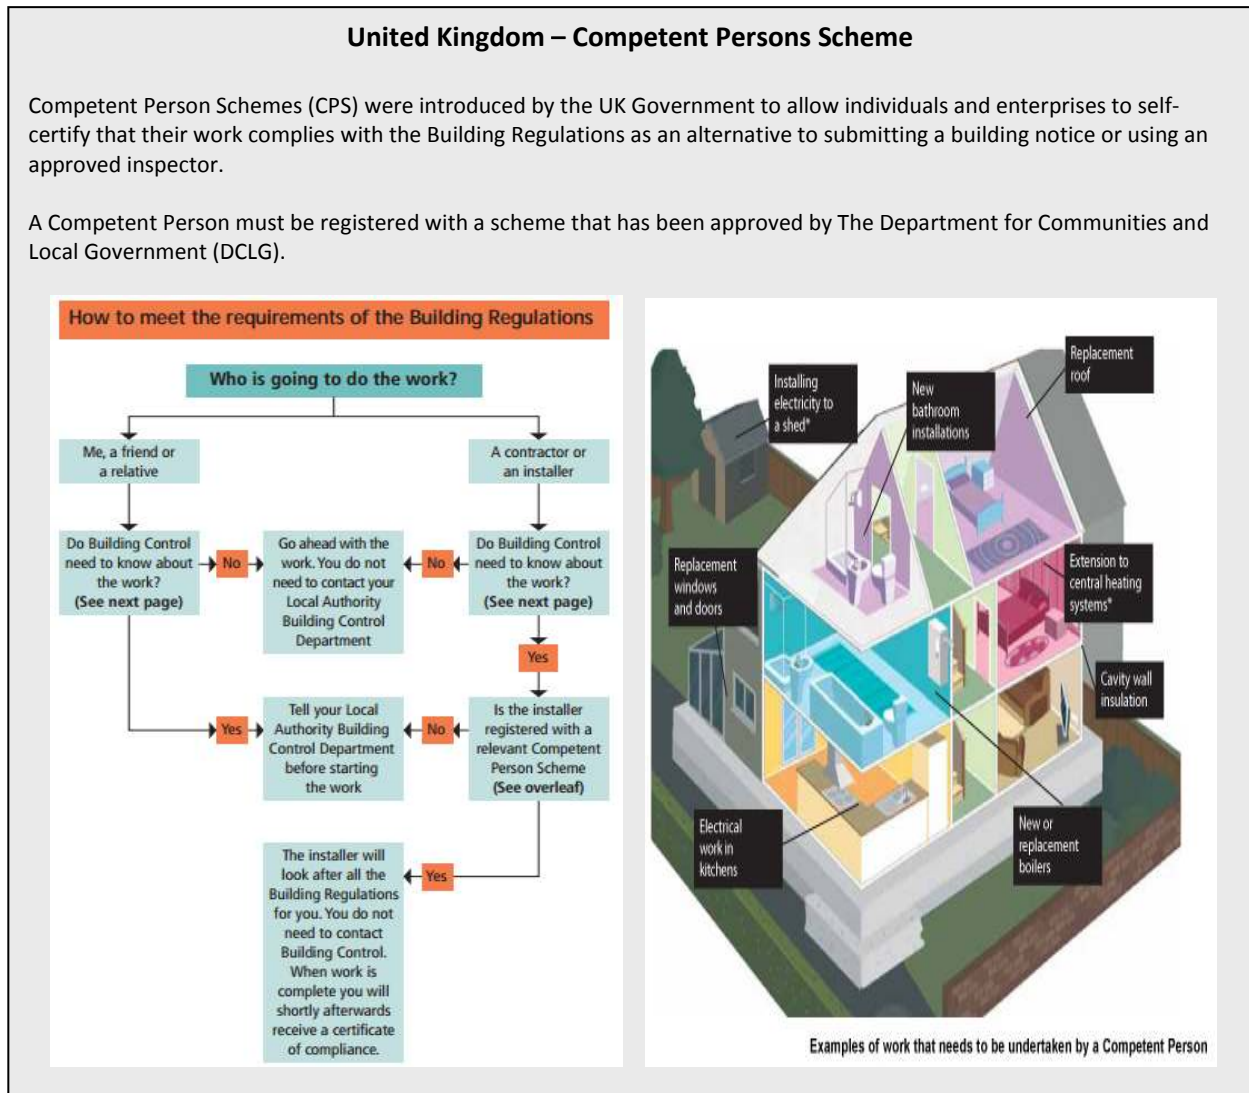 United Kingdom – Competent Persons Scheme
Competent Person Schemes (CPS) were introduced by the UK Government to allow individuals and enterprises to self-
certify that their work complies with the Building Regulations as an alternative to submitting a building notice or using an
approved inspector.
A Competent Person must be registered with a scheme that has been approved by The Department for Communities and
Local Government (DCLG).
How to meet the requirements of the Building Regulations
Who is going to do the work?
Me, a friend or
a relative
A contractor or
an installer
Do Building Control
need to know about
the work?
(See next page)
No
Go ahead with the
work. You do not
need to contact your
Local Authority
Building Control
Department
No
Do Building Control
need to know about
the work?
(See next page)
Yes
Yes
Tell your Local
Authority Building
Control Department
before starting
the work
No
Is the installer
registered with a
relevant Competent
Person Scheme
(See overleaf)
The installer will
look after all the
Building Regulations
for you. You do not
need to contact
Building Control.
When work is
complete you will
shortly afterwards
receive a certificate
of compliance.
Yes
Installing
electricity to
a shed*
New
bathroom
installations
Replacement
roof
Replacement
windows
and doors
Extension to
central heating
systems*
Cavity wall
insulation
Electrical
work in
kitchens
New or
replacement
boilers
Examples of work that needs to be undertaken by a Competent Person